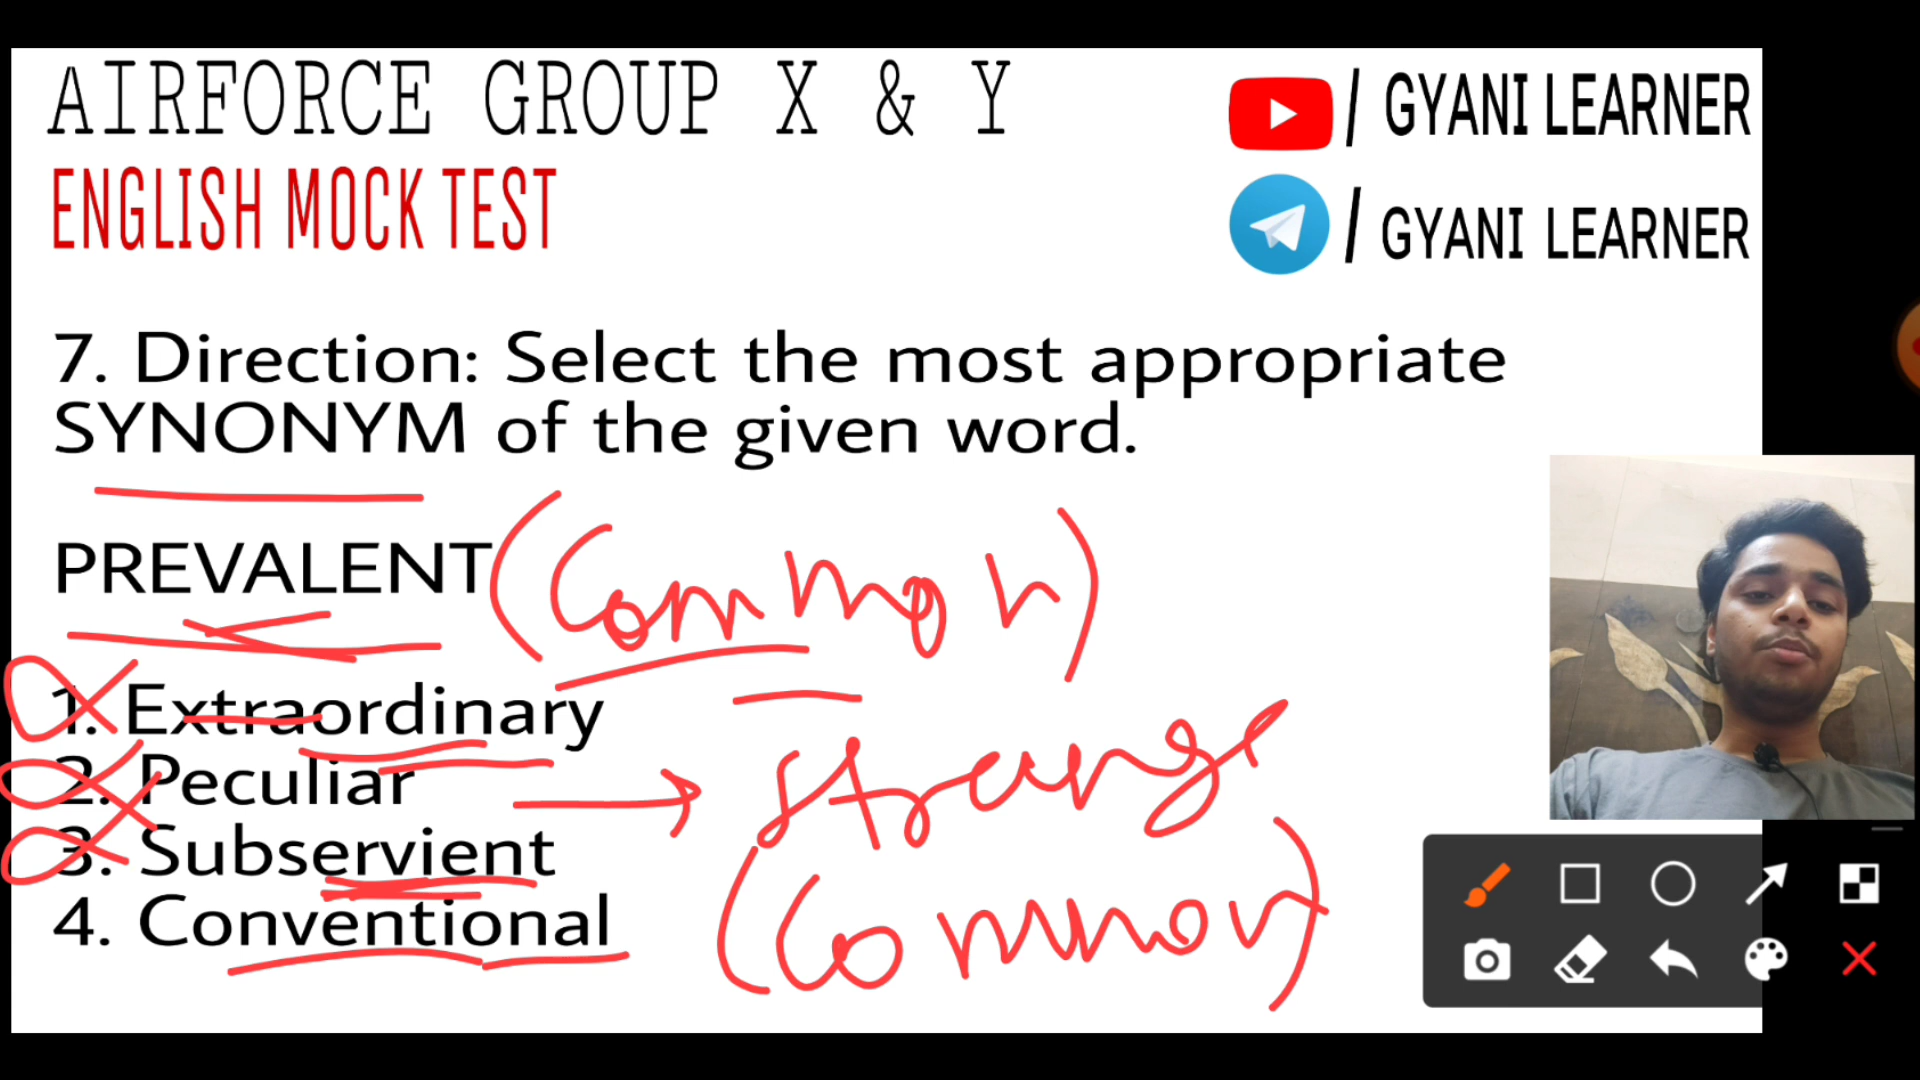 AIRFORCE GROUP X & Y
ENGLISH MOCK TEST
/ GYANI LEARNER
/ GYANI LEARNER
7. Direction: Select the most appropriate
SYNONYM of the given word.
PREVALENT (Common)
1. Extraordinary
2. Peculiar → strange
3. Subservient
4. Conventional (Common)